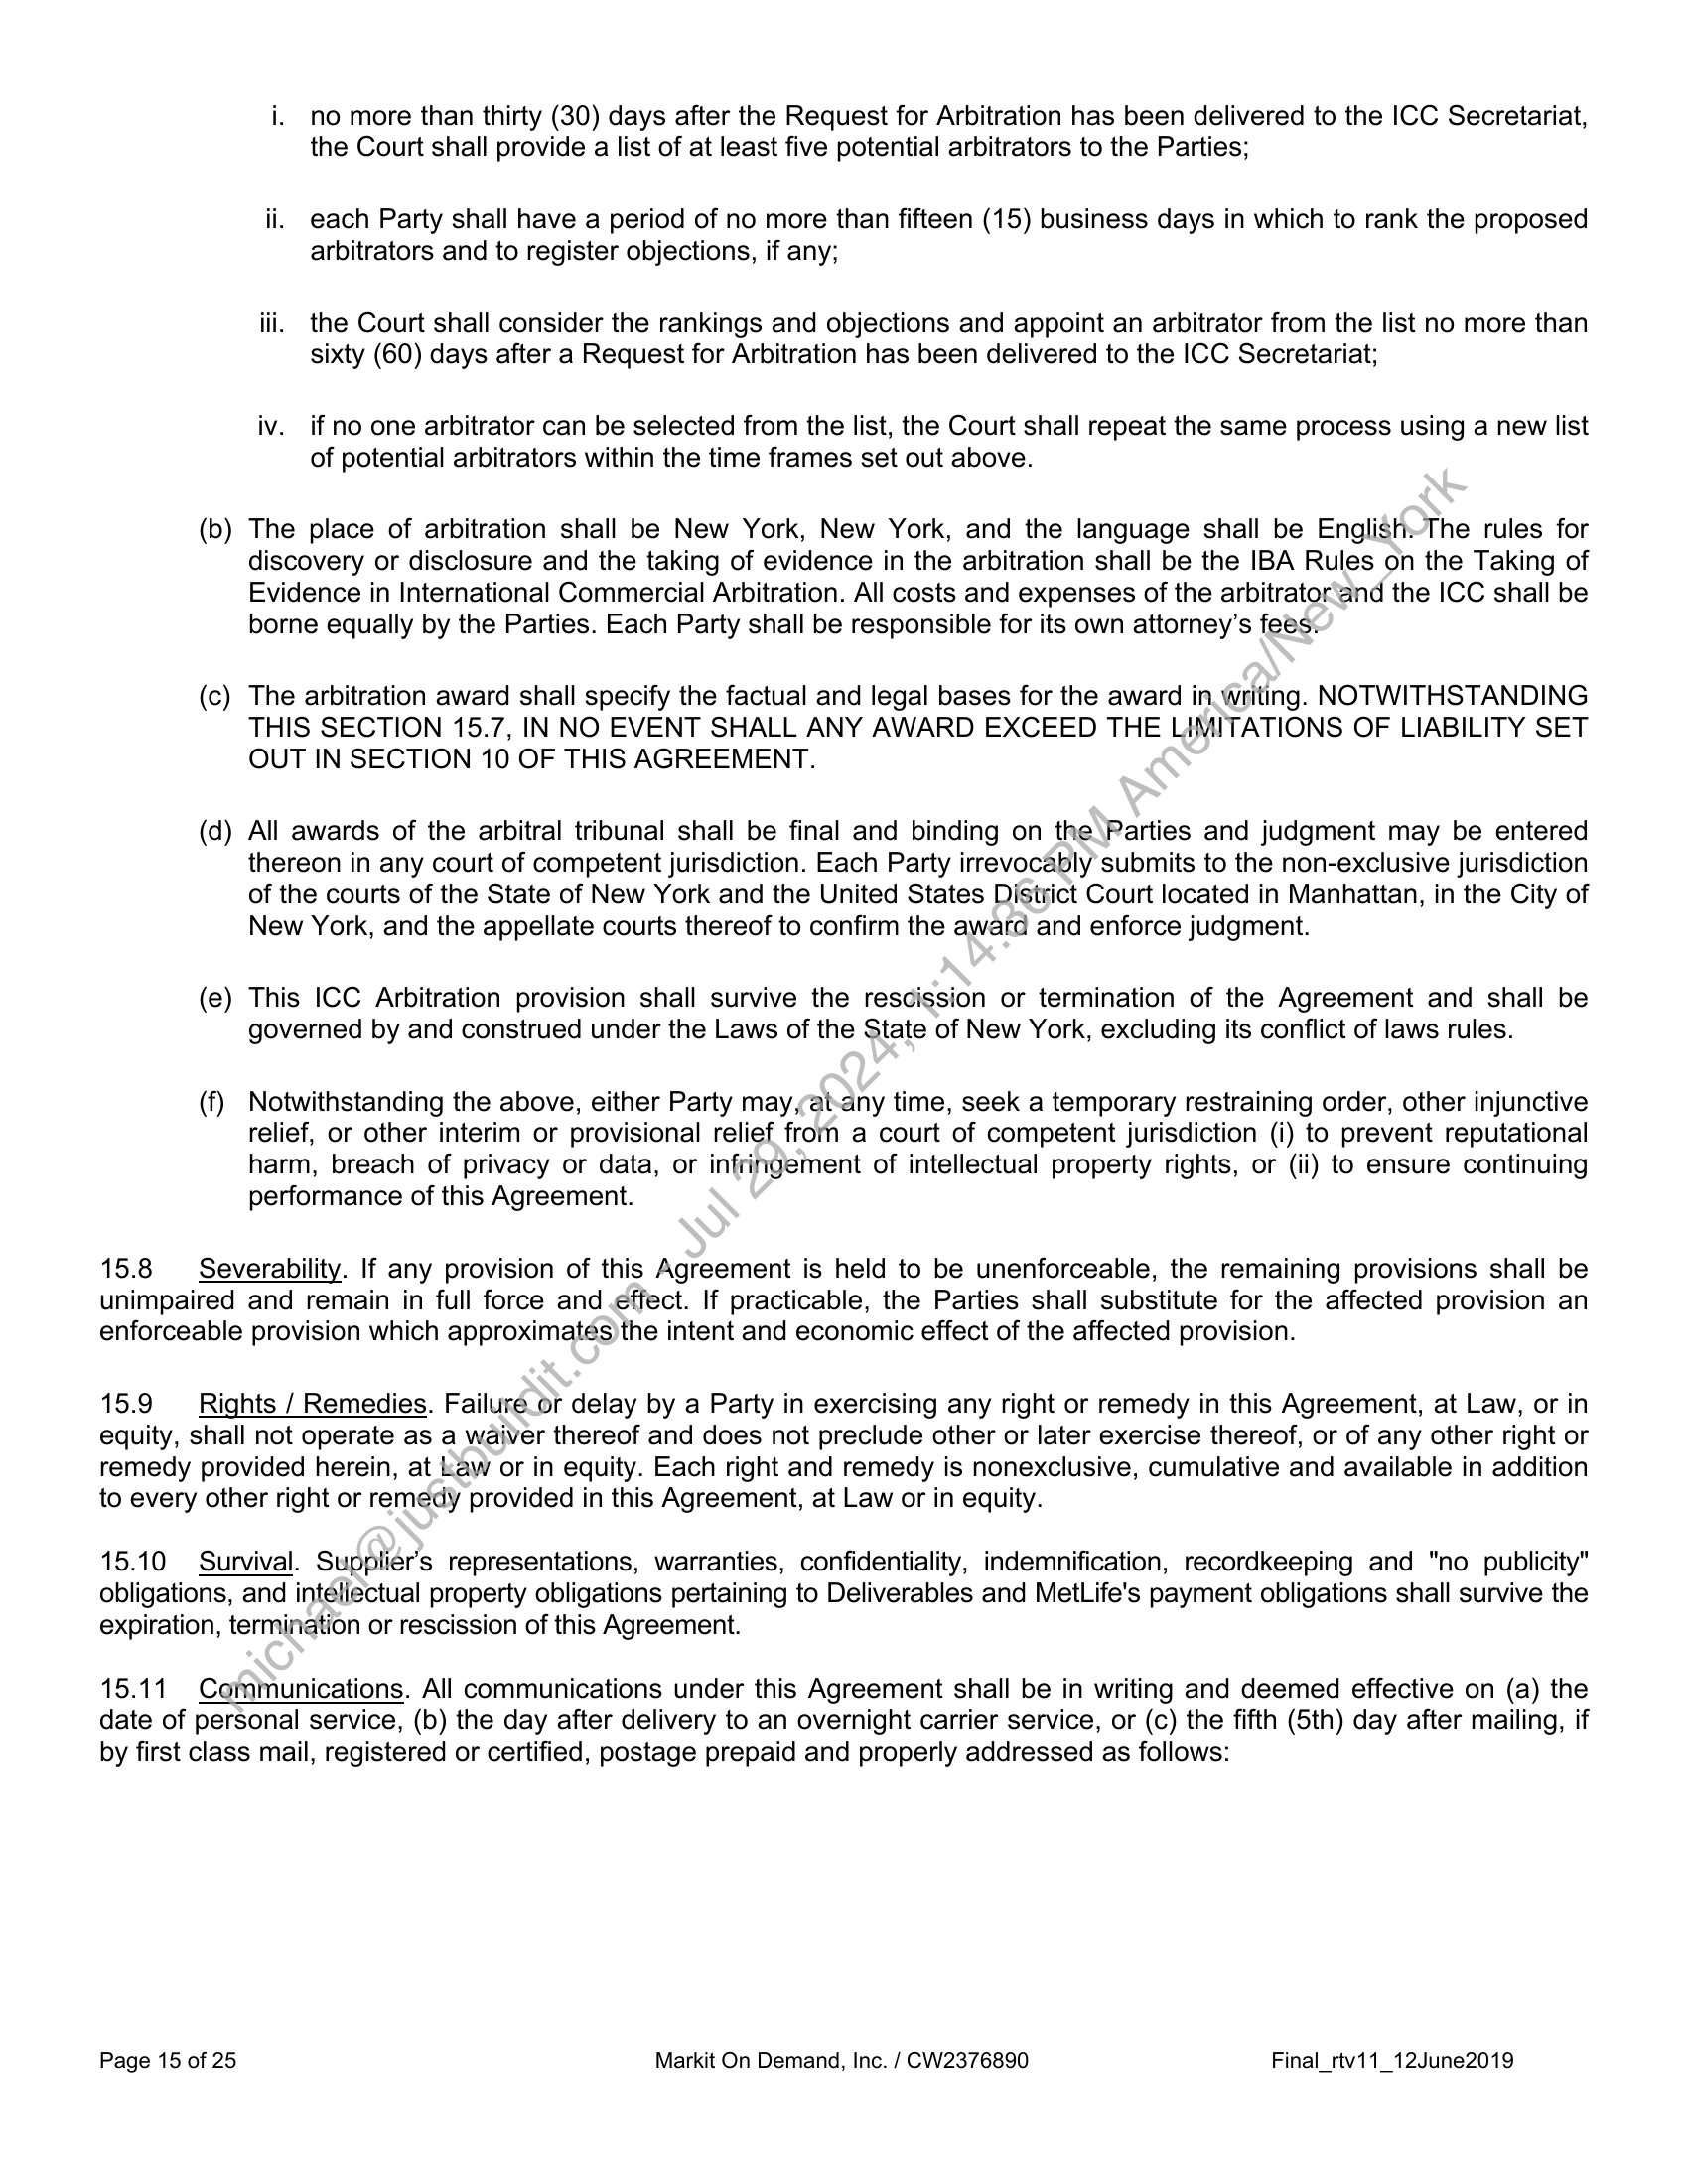 i. no more than thirty (30) days after the Request for Arbitration has been delivered to the ICC Secretariat,
the Court shall provide a list of at least five potential arbitrators to the Parties;
ii. each Party shall have a period of no more than fifteen (15) business days in which to rank the proposed
arbitrators and to register objections, if any;
iii. the Court shall consider the rankings and objections and appoint an arbitrator from the list no more than
sixty (60) days after a Request for Arbitration has been delivered to the ICC Secretariat;
iv. if no one arbitrator can be selected from the list, the Court shall repeat the same process using a new list
of potential arbitrators within the time frames set out above.
(b) The place of arbitration shall be New York, New York, and the language shall be English. The rules for
discovery or disclosure and the taking of evidence in the arbitration shall be the IBA Rules on the Taking of
Evidence in International Commercial Arbitration. All costs and expenses of the arbitrator and the ICC shall be
borne equally by the Parties. Each Party shall be responsible for its own attorney’s fees.
(c) The arbitration award shall specify the factual and legal bases for the award in writing. NOTWITHSTANDING
THIS SECTION 15.7, IN NO EVENT SHALL ANY AWARD EXCEED THE LIMITATIONS OF LIABILITY SET
OUT IN SECTION 10 OF THIS AGREEMENT.
(d) All awards of the arbitral tribunal shall be final and binding on the Parties and judgment may be entered
thereon in any court of competent jurisdiction. Each Party irrevocably submits to the non-exclusive jurisdiction
of the courts of the State of New York and the United States District Court located in Manhattan, in the City of
New York, and the appellate courts thereof to confirm the award and enforce judgment.
(e) This ICC Arbitration provision shall survive the rescission or termination of the Agreement and shall be
governed by and construed under the Laws of the State of New York, excluding its conflict of laws rules.
(f) Notwithstanding the above, either Party may, at any time, seek a temporary restraining order, other injunctive
relief, or other interim or provisional relief from a court of competent jurisdiction (i) to prevent reputational
harm, breach of privacy or data, or infringement of intellectual property rights, or (ii) to ensure continuing
performance of this Agreement.
15.8 Severability. If any provision of this Agreement is held to be unenforceable, the remaining provisions shall be
unimpaired and remain in full force and effect. If practicable, the Parties shall substitute for the affected provision an
enforceable provision which approximates the intent and economic effect of the affected provision.
15.9 Rights / Remedies. Failure or delay by a Party in exercising any right or remedy in this Agreement, at Law, or in
equity, shall not operate as a waiver thereof and does not preclude other or later exercise thereof, or of any other right or
remedy provided herein, at Law or in equity. Each right and remedy is nonexclusive, cumulative and available in addition
to every other right or remedy provided in this Agreement, at Law or in equity.
15.10 Survival. Supplier’s representations, warranties, confidentiality, indemnification, recordkeeping and "no publicity"
obligations, and intellectual property obligations pertaining to Deliverables and MetLife's payment obligations shall survive the
expiration, termination or rescission of this Agreement.
15.11 Communications. All communications under this Agreement shall be in writing and deemed effective on (a) the
date of personal service, (b) the day after delivery to an overnight carrier service, or (c) the fifth (5th) day after mailing, if
by first class mail, registered or certified, postage prepaid and properly addressed as follows:
michael@justbuildit.com - Jul 29, 2024, 1:14:36 PM America/New_York
Page 15 of 25 Markit On Demand, Inc. / CW2376890 Final_rtv11_12June2019